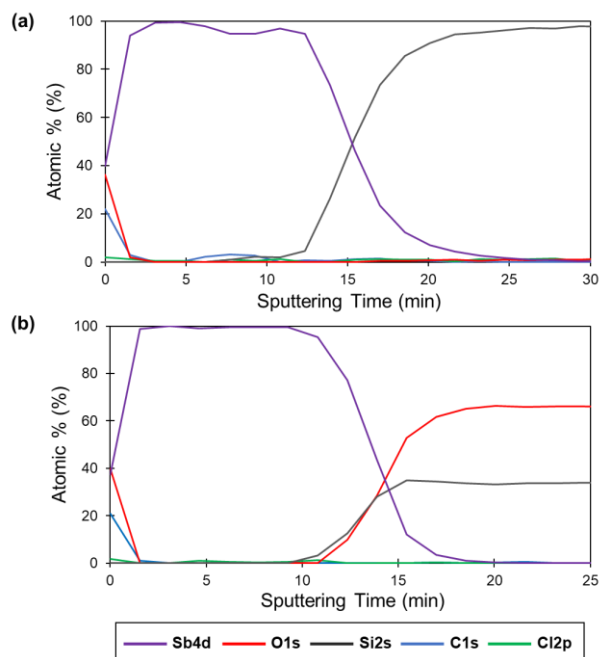 (a)
100
80
60
40
20
0
Atomic % (%)
0 5 10 15 20 25 30
Sputtering Time (min)
(b)
100
80
60
40
20
0
Atomic % (%)
0 5 10 15 20 25
Sputtering Time (min)
Sb4d O1s Si2s C1s Cl2p